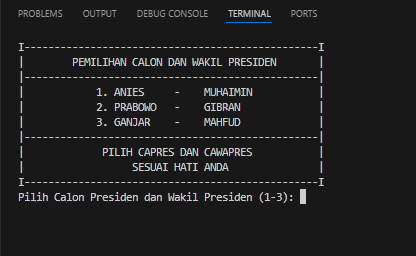 PROBLEMS OUTPUT DEBUG CONSOLE TERMINAL PORTS
I-------------------------------------------------I
| PEMILIHAN CALON DAN WAKIL PRESIDEN |
|-------------------------------------------------|
| 1. ANIES - MUHAIMIN |
| 2. PRABOWO - GIBRAN |
| 3. GANJAR - MAHFUD |
|-------------------------------------------------|
| PILIH CAPRES DAN CAWAPRES |
| SESUAI HATI ANDA |
I-------------------------------------------------I
Pilih Calon Presiden dan Wakil Presiden (1-3):